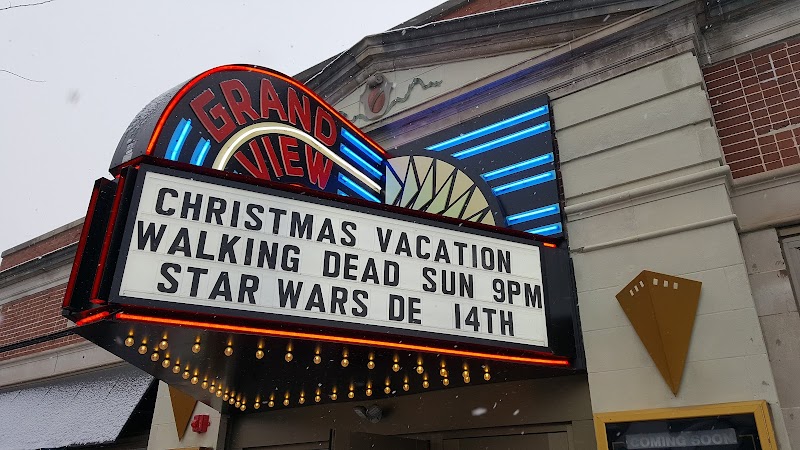 GRAND
VIEW
CHRISTMAS VACATION
WALKING DEAD SUN 9PM
STAR WARS DE 14TH
COMING SOON